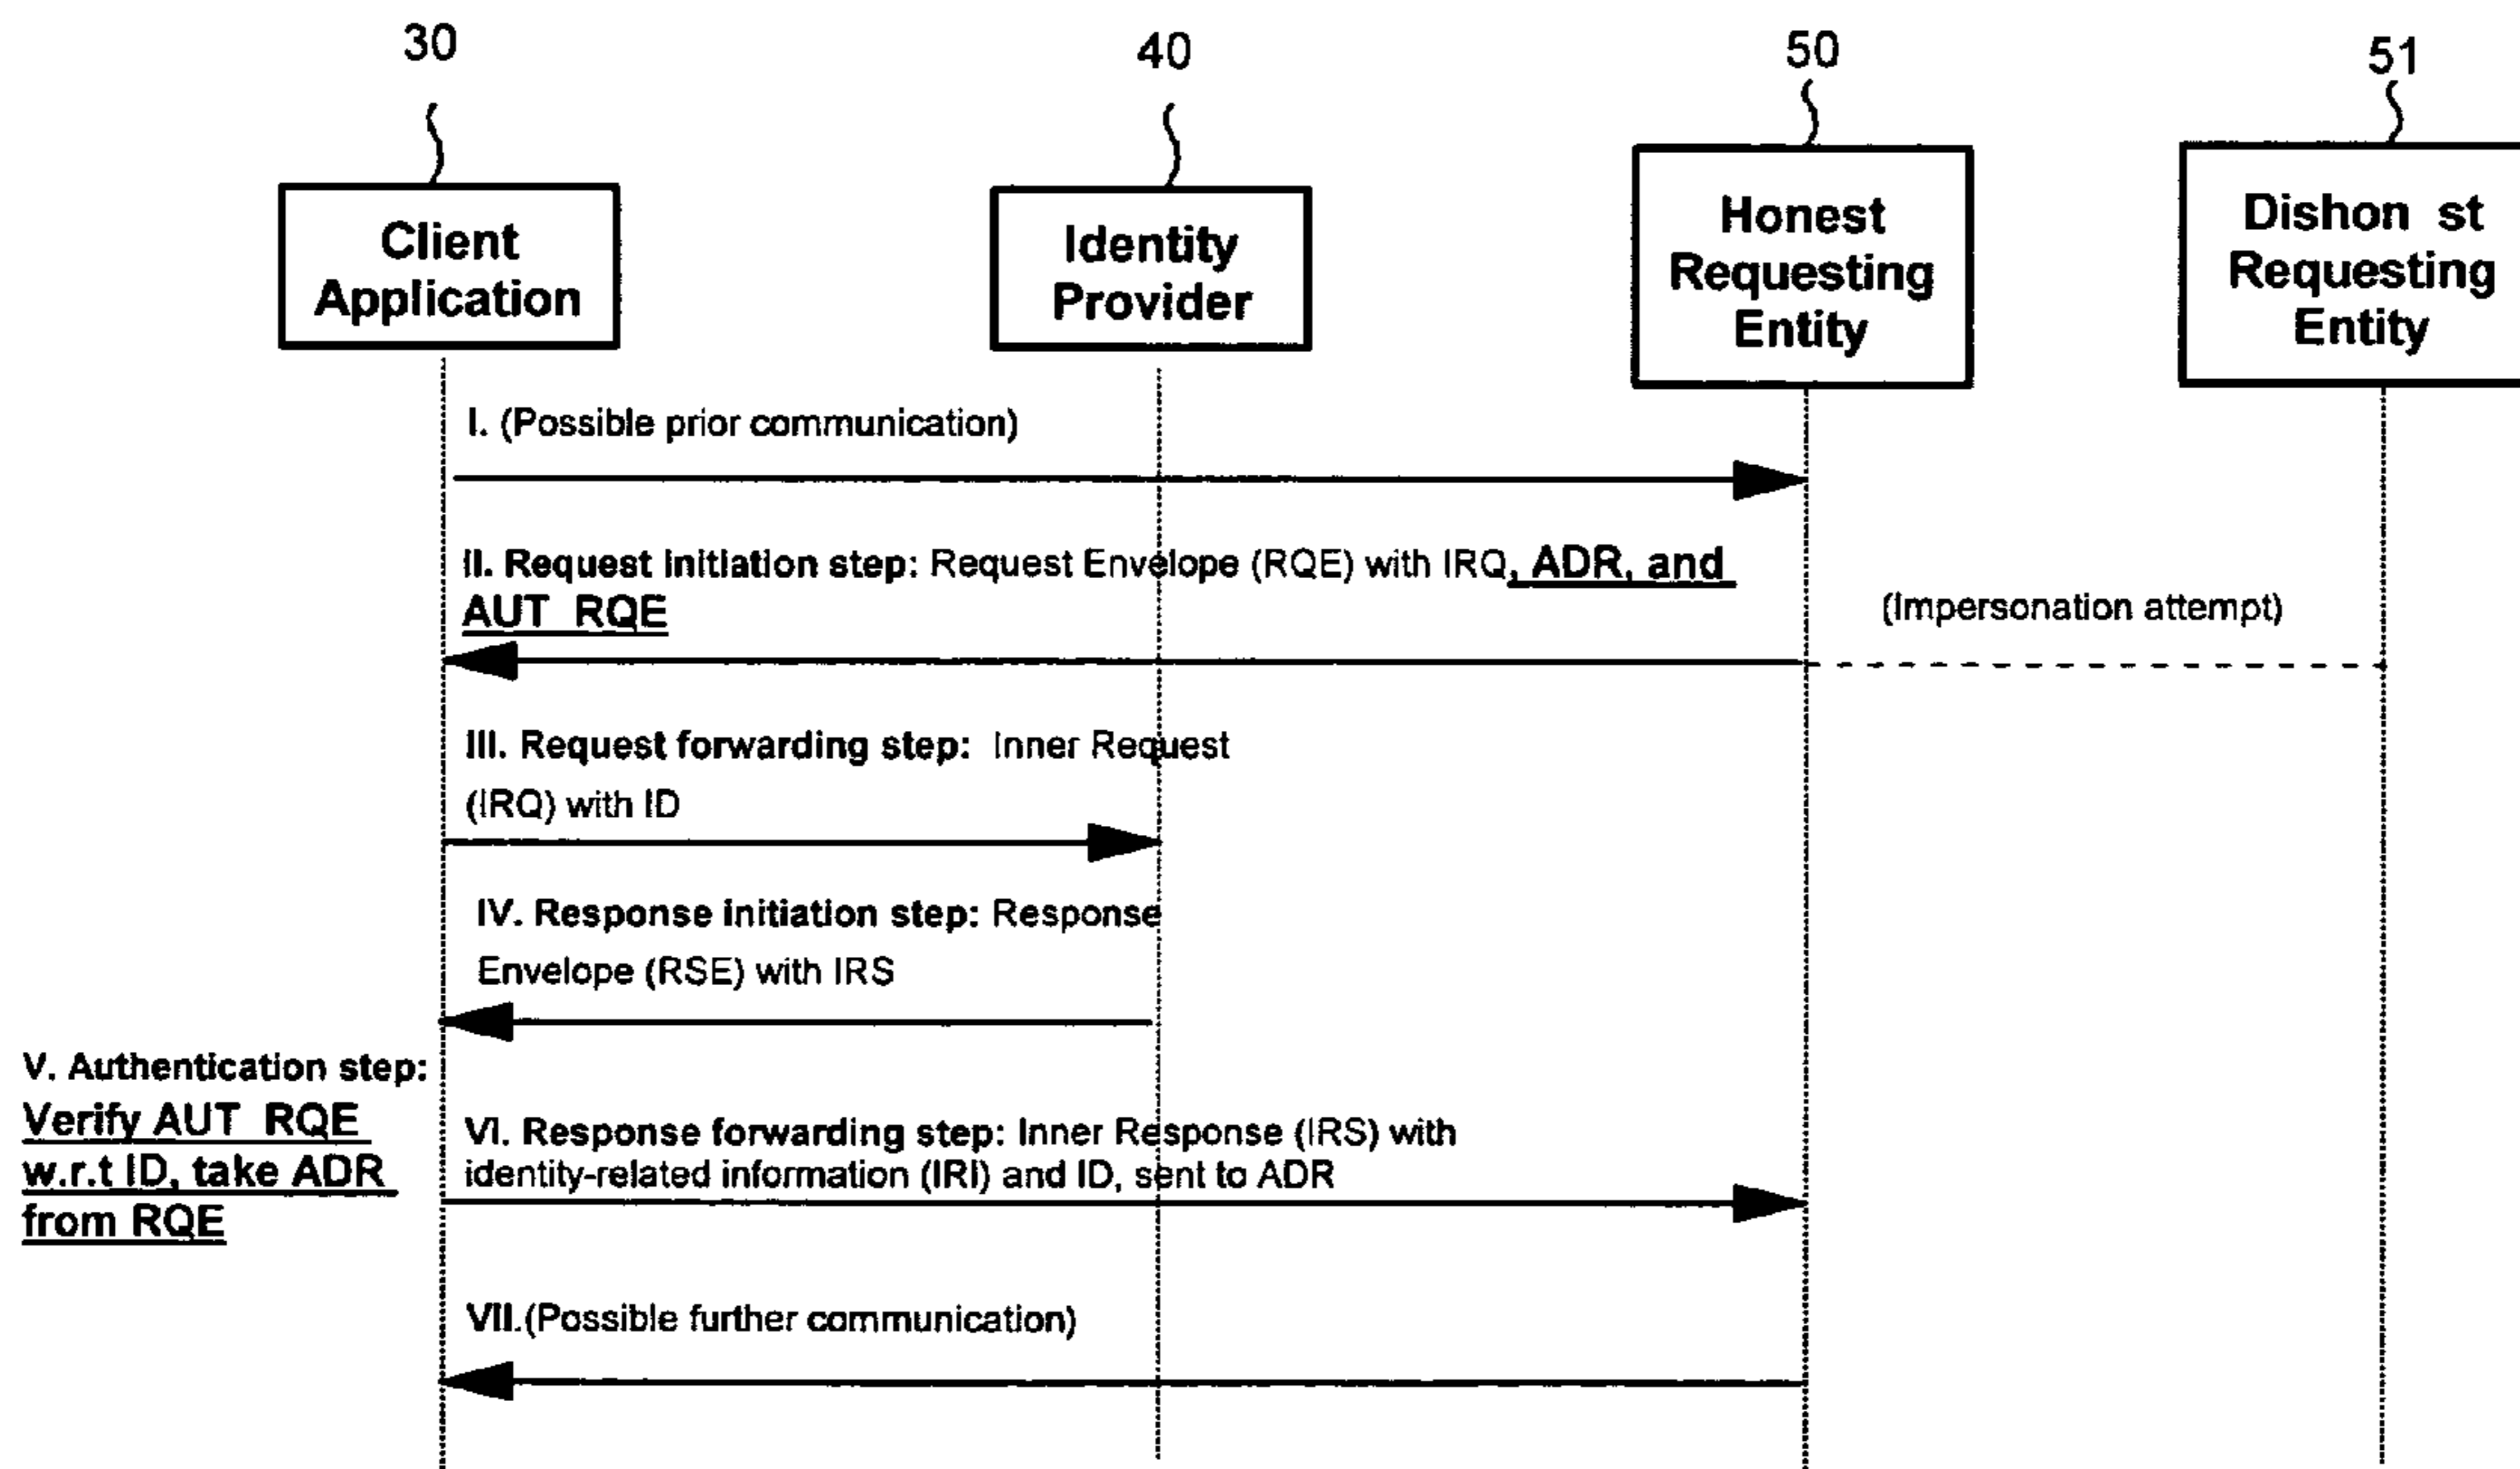 30
40
50
51
Client
Application
Identity
Provider
Honest
Requesting
Entity
Dishon st
Requesting
Entity
I. (Possible prior communication)
II. Request initiation step: Request Envelope (RQE) with IRQ, ADR, and
AUT_RQE
(Impersonation attempt)
III. Request forwarding step: Inner Request
(IRQ) with ID
IV. Response initiation step: Response
Envelope (RSE) with IRS
V. Authentication step:
Verify AUT_RQE
w.r.t ID, take ADR
from RQE
VI. Response forwarding step: Inner Response (IRS) with
identity-related information (IRI) and ID, sent to ADR
VII.(Possible further communication)